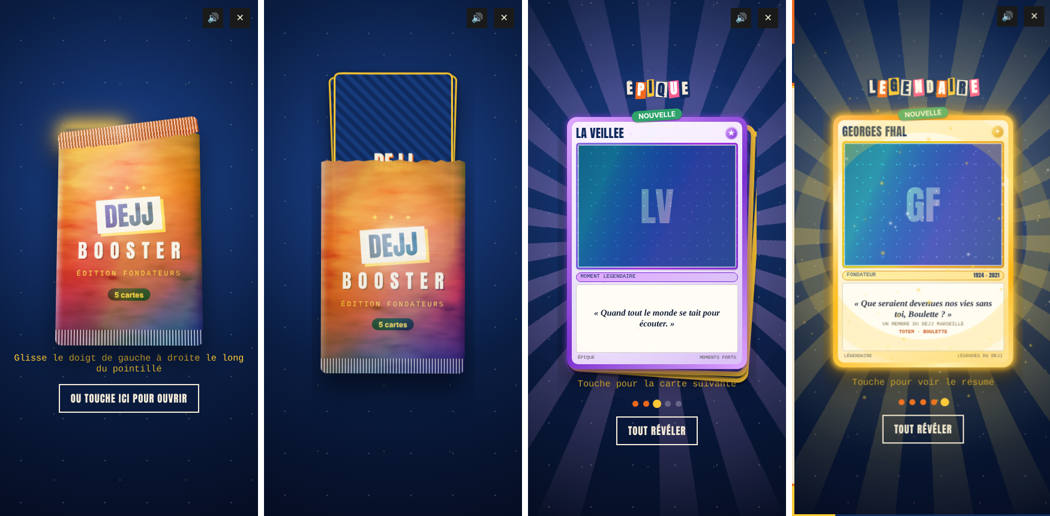 DEJJ
BOOSTER
ÉDITION FONDATEURS
5 cartes
Glisse le doigt de gauche à droite le long
du pointillé
OU TOUCHE ICI POUR OUVRIR
DEJJ
DEJJ
BOOSTER
ÉDITION FONDATEURS
5 cartes
ÉPIQUE
NOUVELLE
LA VEILLEE
LV
MOMENT LEGENDAIRE
« Quand tout le monde se tait pour
écouter. »
ÉPIQUE
MOMENTS FORTS
Touche pour la carte suivante
TOUT RÉVÉLER
LÉGENDAIRE
NOUVELLE
GEORGES FHAL
GF
FONDATEUR
1924 - 2021
« Que seraient devenues nos vies sans
toi, Boulette ? »
UN MEMBRE DU DEJJ MARSEILLE
TOTEM · BOULETTE
LÉGENDAIRE
LÉGENDES DU DEJJ
Touche pour voir le résumé
TOUT RÉVÉLER